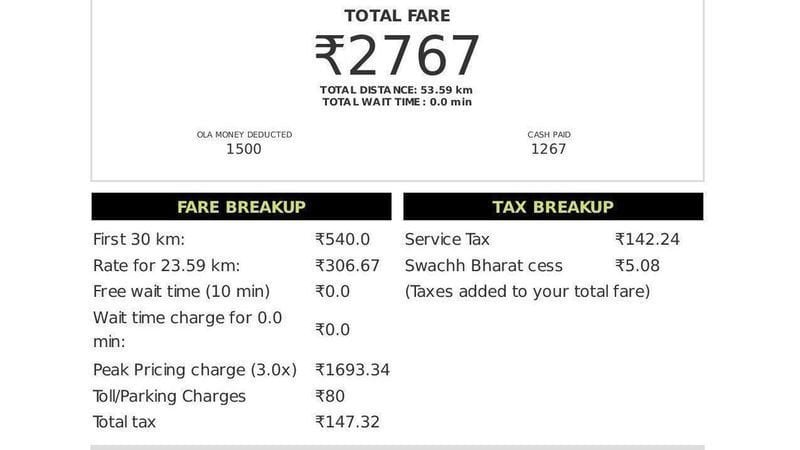 TOTAL FARE
₹2767
TOTAL DISTANCE: 53.59 km
TOTAL WAIT TIME : 0.0 min
OLA MONEY DEDUCTED
1500
CASH PAID
1267
FARE BREAKUP
First 30 km: ₹540.0
Rate for 23.59 km: ₹306.67
Free wait time (10 min) ₹0.0
Wait time charge for 0.0
min: ₹0.0
Peak Pricing charge (3.0x) ₹1693.34
Toll/Parking Charges ₹80
Total tax ₹147.32
TAX BREAKUP
Service Tax ₹142.24
Swachh Bharat cess ₹5.08
(Taxes added to your total fare)